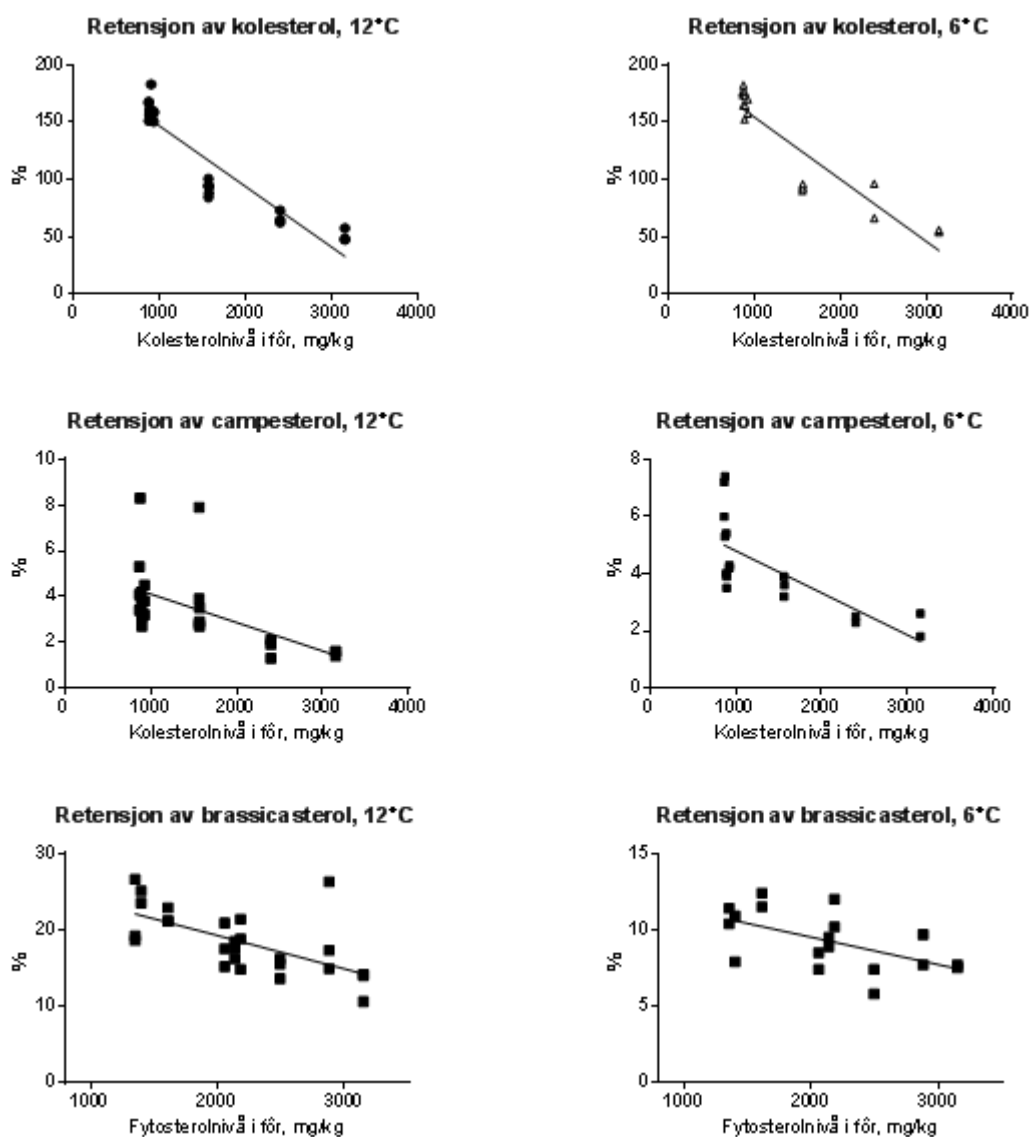 Retensjon av kolesterol, 12°C
200
150
100
50
0
%
0 1000 2000 3000 4000
Kolesterolnivå i fôr, mg/kg
Retensjon av kolesterol, 6°C
200
150
100
50
0
%
0 1000 2000 3000 4000
Kolesterolnivå i fôr, mg/kg
Retensjon av campesterol, 12°C
10
8
6
4
2
0
%
0 1000 2000 3000 4000
Kolesterolnivå i fôr, mg/kg
Retensjon av campesterol, 6°C
8
6
4
2
0
%
0 1000 2000 3000 4000
Kolesterolnivå i fôr, mg/kg
Retensjon av brassicasterol, 12°C
30
20
10
0
%
1000 2000 3000
Fytosterolnivå i fôr, mg/kg
Retensjon av brassicasterol, 6°C
15
10
5
0
%
1000 2000 3000
Fytosterolnivå i fôr, mg/kg